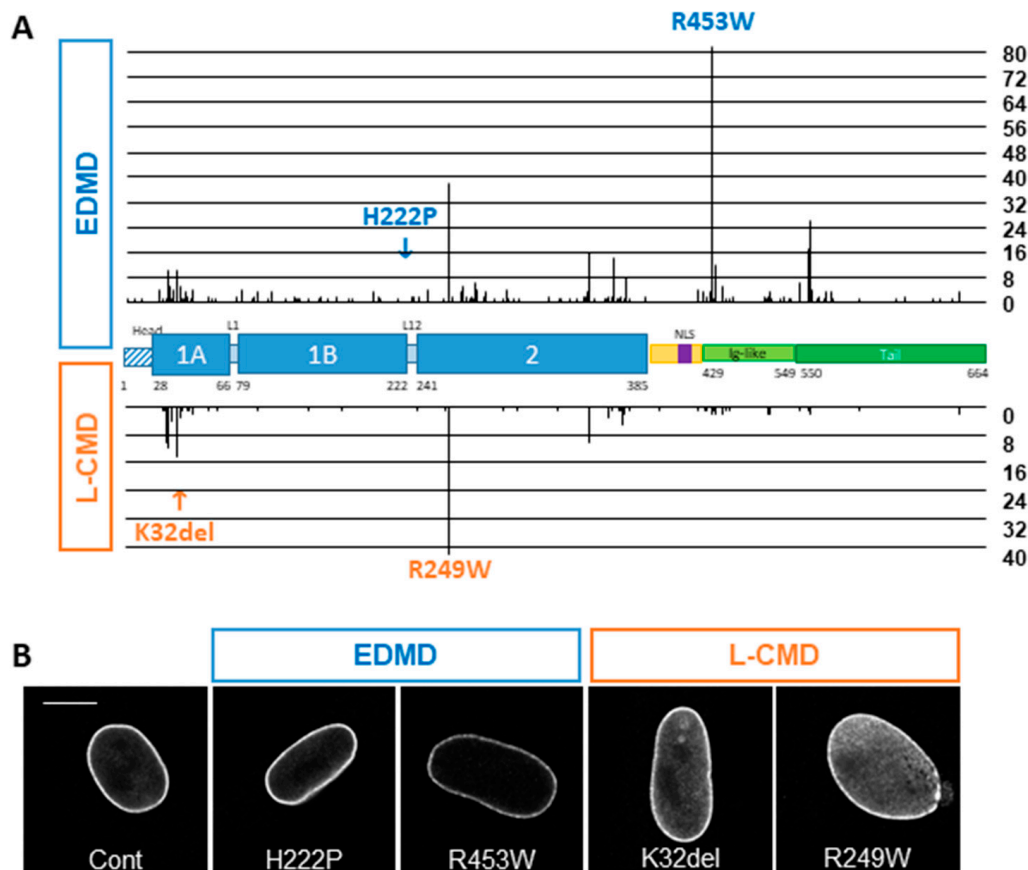 A
R453W
EDMD
80
72
64
56
48
40
32
24
16
8
0
H222P
Head
L1
L12
NLS
1A
1B
2
Ig-like
Tail
1 28 66 79 222 241 385 429 549 550 664
L-CMD
0
8
16
24
32
40
K32del
R249W
B
EDMD
L-CMD
Cont
H222P
R453W
K32del
R249W